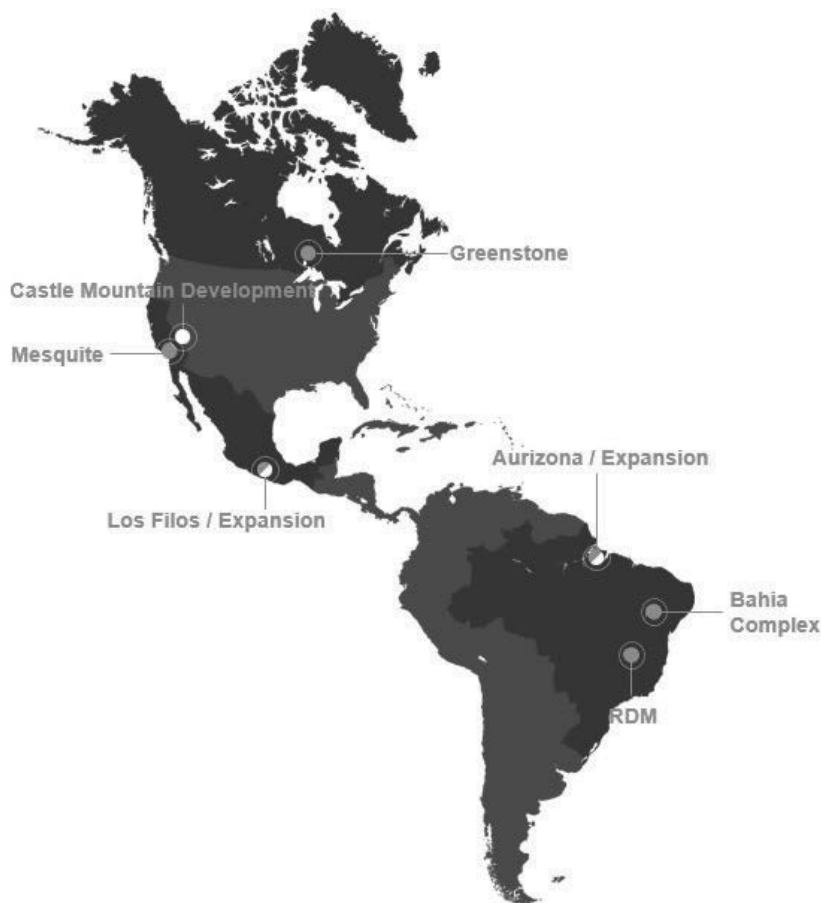 Greenstone
Castle Mountain Development
Mesquite
Aurizona / Expansion
Los Filos / Expansion
Bahia
Complex
RDM